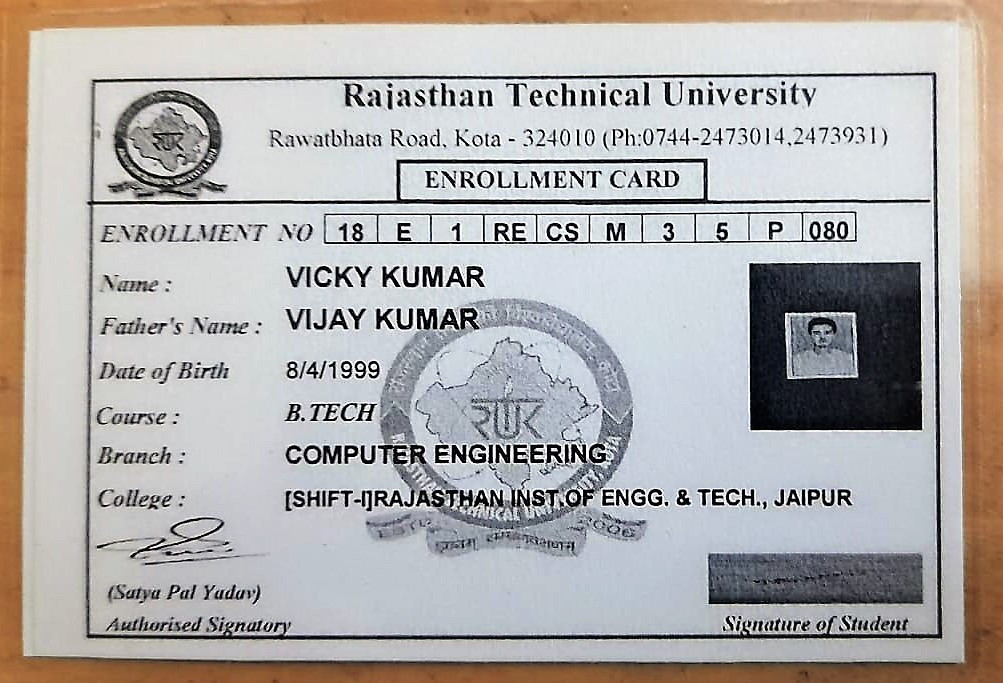 Rajasthan Technical University
Rawatbhata Road, Kota - 324010 (Ph:0744-2473014,2473931)
ENROLLMENT CARD
ENROLLMENT NO 18 E 1 RE CS M 3 5 P 080
Name : VICKY KUMAR
Father's Name : VIJAY KUMAR
Date of Birth 8/4/1999
Course : B.TECH
Branch : COMPUTER ENGINEERING
College : [SHIFT-I]RAJASTHAN INST.OF ENGG. & TECH., JAIPUR
(Satya Pal Yadav)
Authorised Signatory
Signature of Student